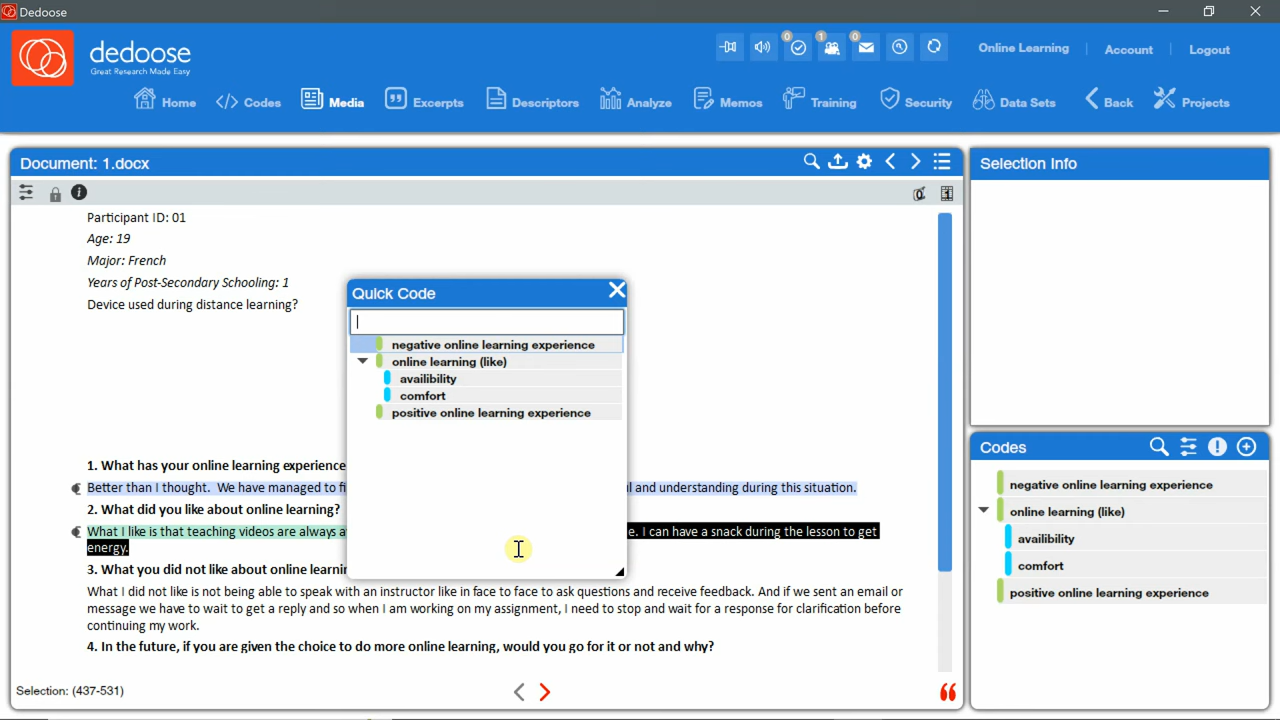 Dedoose
dedoose
Great Research Made Easy
0 1 0
Online Learning Account Logout
Home Codes Media Excerpts Descriptors Analyze Memos Training Security Data Sets Back Projects
Document: 1.docx
Selection Info
Participant ID: 01
Age: 19
Major: French
Years of Post-Secondary Schooling: 1
Device used during distance learning?
Quick Code
negative online learning experience
online learning (like)
availibility
comfort
positive online learning experience
1. What has your online learning experience
Better than I thought. We have managed to fi l and understanding during this situation.
2. What did you like about online learning?
What I like is that teaching videos are always a e. I can have a snack during the lesson to get
energy.
3. What you did not like about online learnin
What I did not like is not being able to speak with an instructor like in face to face to ask questions and receive feedback. And if we sent an email or
message we have to wait to get a reply and so when I am working on my assignment, I need to stop and wait for a response for clarification before
continuing my work.
4. In the future, if you are given the choice to do more online learning, would you go for it or not and why?
Selection: (437-531)
Codes
negative online learning experience
online learning (like)
availibility
comfort
positive online learning experience